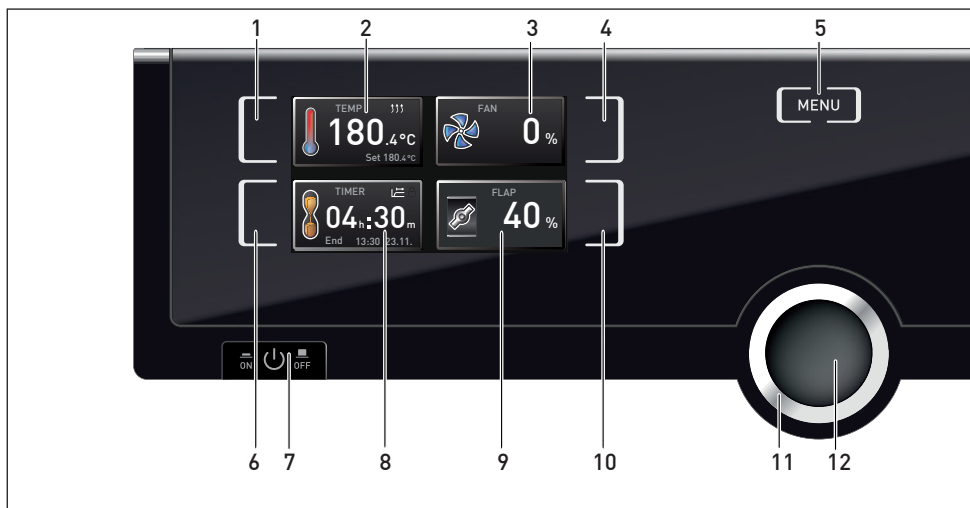 1 2 3 4 5
TEMP
180.4°C
Set 180.4°C
FAN
0 %
MENU
TIMER
04h:30m
End 13:30 23.11.
FLAP
40 %
ON OFF
6 7 8 9 10 11 12